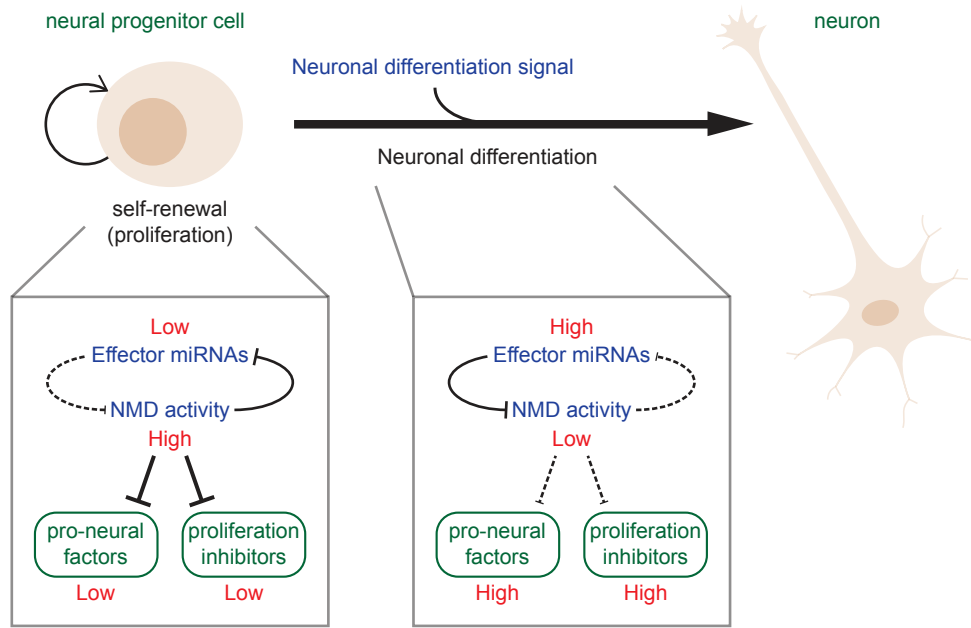 neural progenitor cell
neuron
Neuronal differentiation signal
Neuronal differentiation
self-renewal
(proliferation)
Low
Effector miRNAs
NMD activity
High
pro-neural
factors
proliferation
inhibitors
Low
Low
High
Effector miRNAs
NMD activity
Low
pro-neural
factors
proliferation
inhibitors
High
High